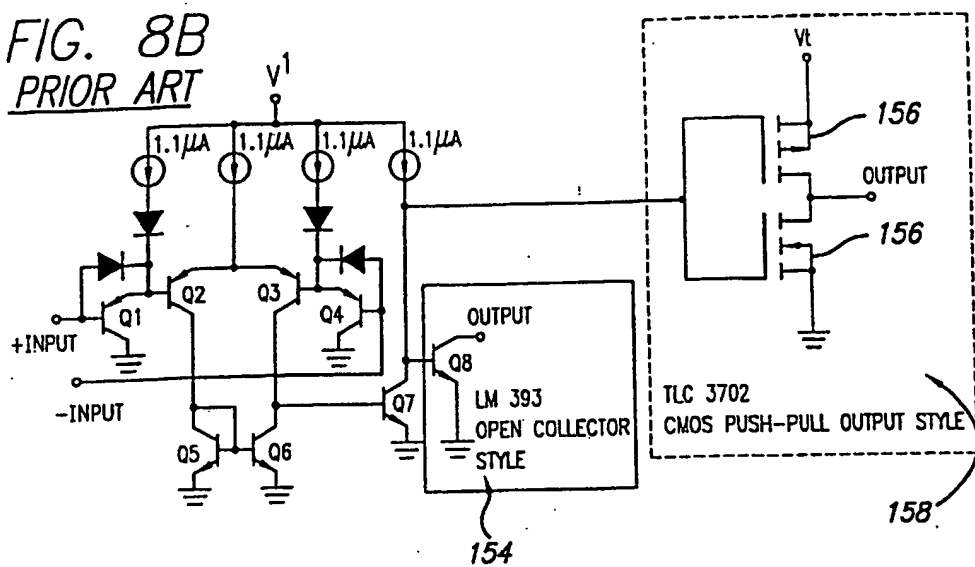 FIG. 8B
PRIOR ART
V1
1.1μA
1.1μA
1.1μA
1.1μA
Q1
Q2
Q3
Q4
+INPUT
-INPUT
Q5
Q6
Q7
OUTPUT
Q8
LM 393
OPEN COLLECTOR
STYLE
154
Vt
156
OUTPUT
156
TLC 3702
CMOS PUSH-PULL OUTPUT STYLE
158